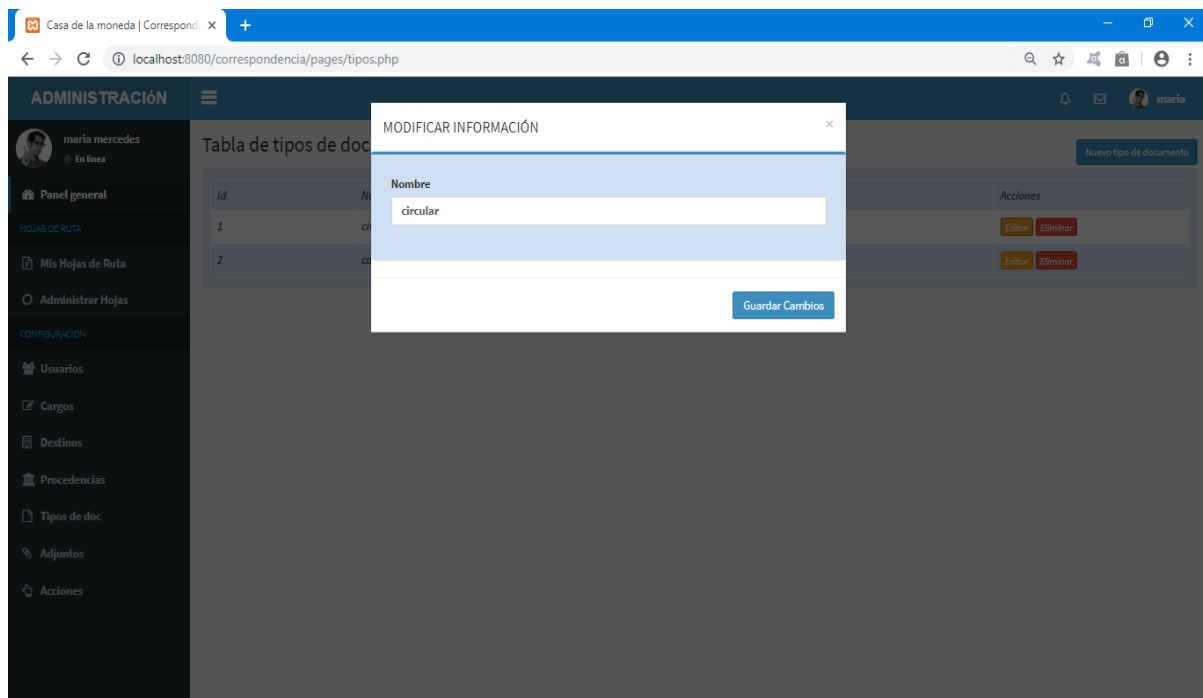 Casa de la moneda | Correspond
localhost:8080/correspondencia/pages/tipos.php
ADMINISTRACIóN
maria
maria mercedes
En linea
Tabla de tipos de doc
Nuevo tipo de documento
MODIFICAR INFORMACIÓN
×
Nombre
circular
Guardar Cambios
Id
Acciones
1
Editar Eliminar
2
Editar Eliminar
Panel general
HOJAS DE RUTA
Mis Hojas de Ruta
Administrar Hojas
CONFIGURACION
Usuarios
Cargos
Destinos
Procedencias
Tipos de doc
Adjuntos
Acciones